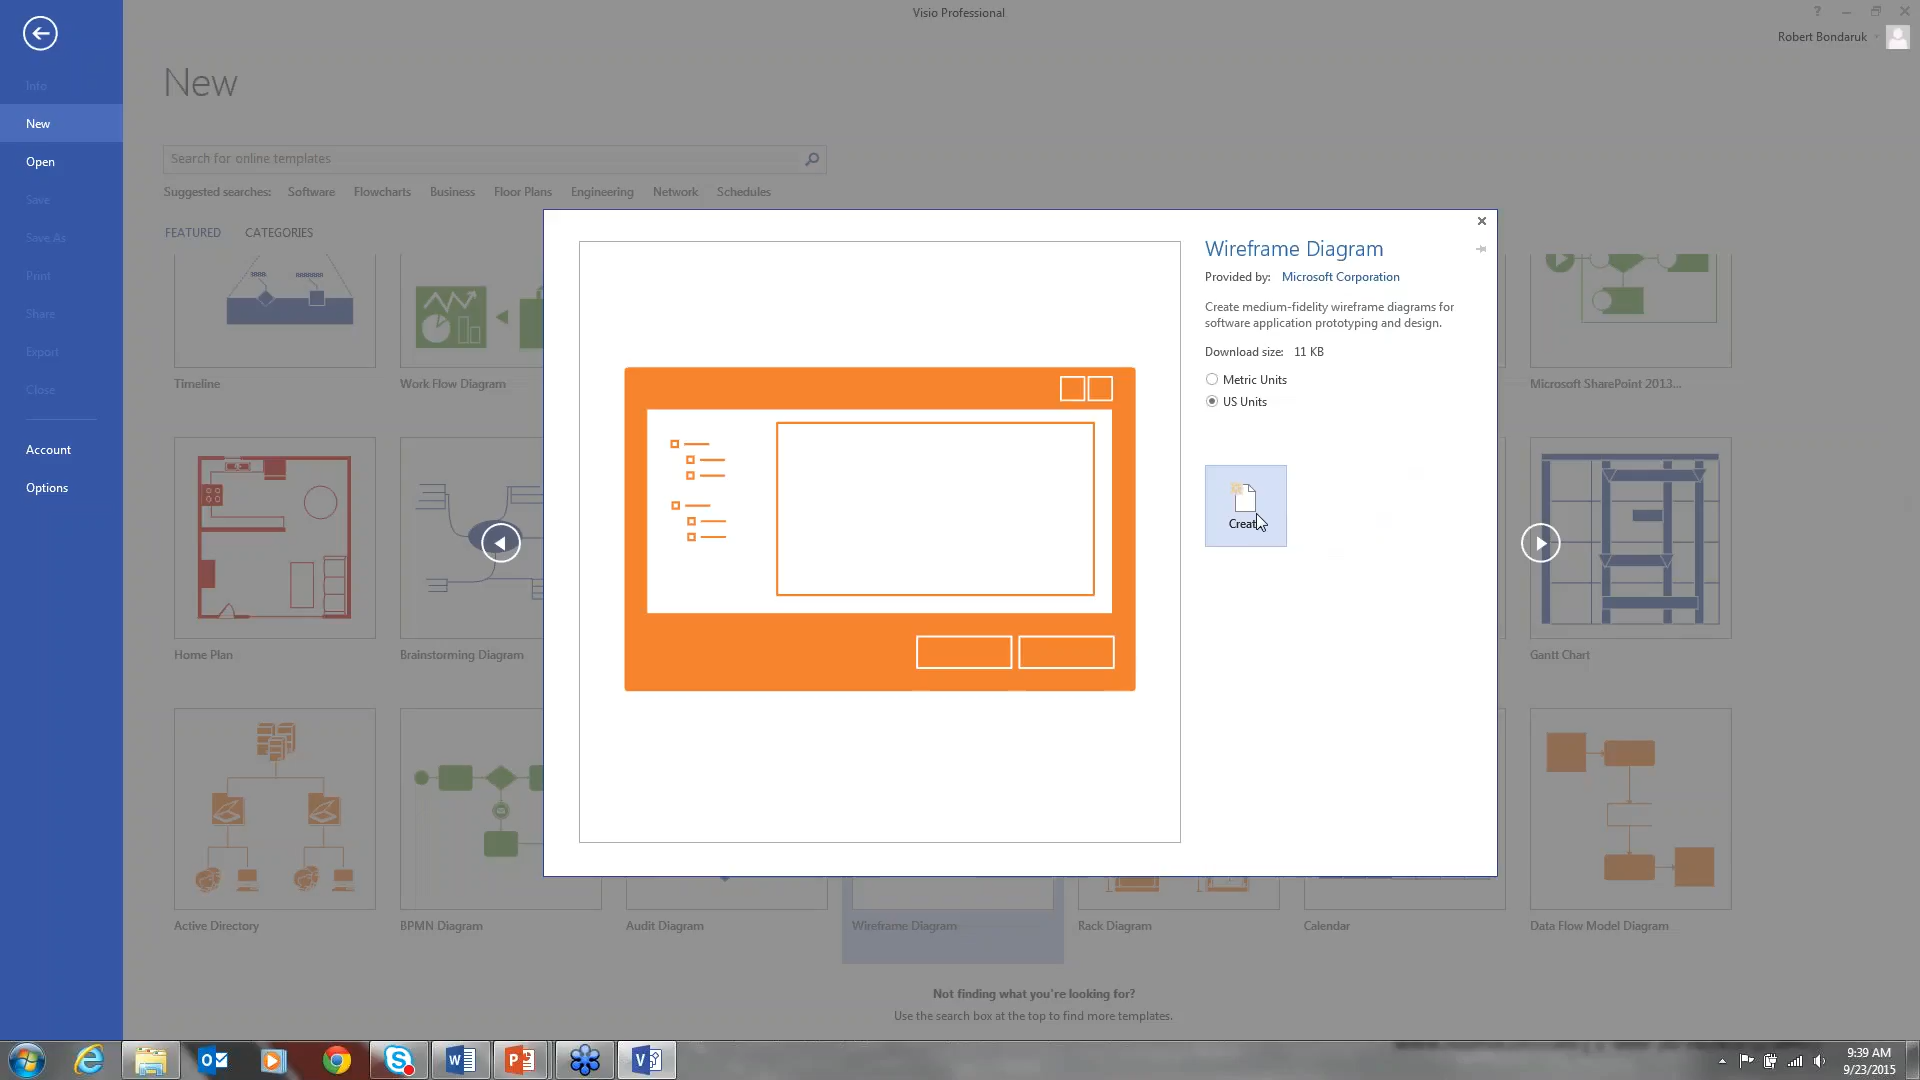 Visio Professional
Robert Bondaruk
Info
New
Open
Save
Save As
Print
Share
Export
Close
Account
Options
New
Search for online templates
Suggested searches: Software Flowcharts Business Floor Plans Engineering Network Schedules
FEATURED CATEGORIES
Timeline
Work Flow Diagram
Microsoft SharePoint 2013...
Home Plan
Brainstorming Diagram
Gantt Chart
Active Directory
BPMN Diagram
Audit Diagram
Wireframe Diagram
Rack Diagram
Calendar
Data Flow Model Diagram
Wireframe Diagram
Provided by: Microsoft Corporation
Create medium-fidelity wireframe diagrams for
software application prototyping and design.
Download size: 11 KB
Metric Units
US Units
Create
Not finding what you're looking for?
Use the search box at the top to find more templates.
9:39 AM
9/23/2015